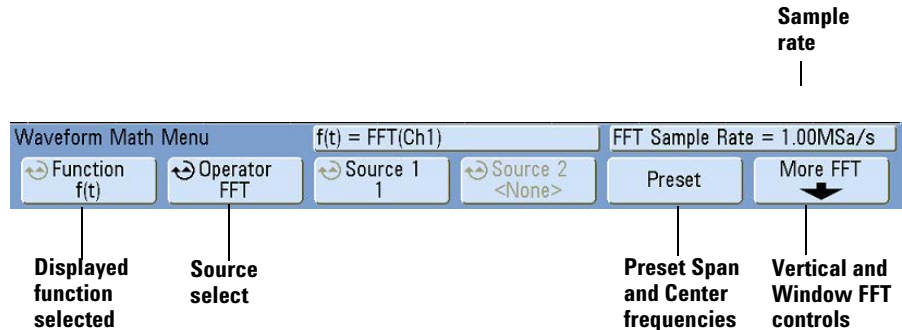 Sample
rate
Waveform Math Menu
f(t) = FFT(Ch1)
FFT Sample Rate = 1.00MSa/s
Function
f(t)
Operator
FFT
Source 1
1
Source 2
<None>
Preset
More FFT
Displayed
function
selected
Source
select
Preset Span
and Center
frequencies
Vertical and
Window FFT
controls